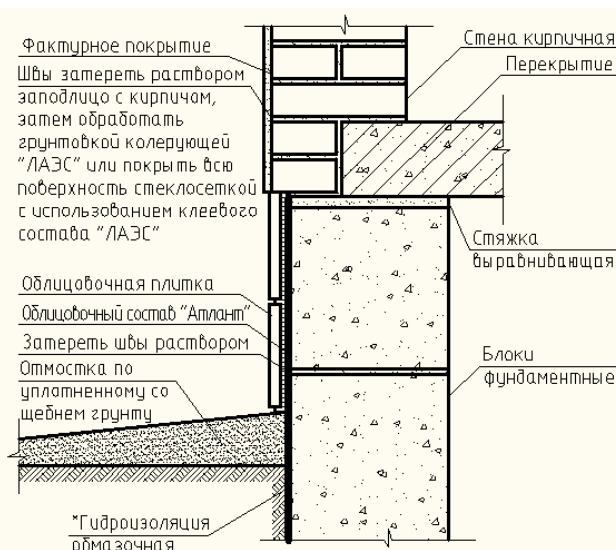 Фактурное покрытие
Швы затереть раствором
заподлицо с кирпичом,
затем обработать
грунтовкой колерующей
"ЛАЭС" или покрыть всю
поверхность стеклосеткой
с использованием клеевого
состава "ЛАЭС"
Облицовочная плитка
Облицовочный состав "Атлант"
Затереть швы раствором
Отмостка по
уплотненному со
щебнем грунту
*Гидроизоляция
обмазочная
Стена кирпичная
Перекрытие
Стяжка
выравнивающая
Блоки
фундаментные